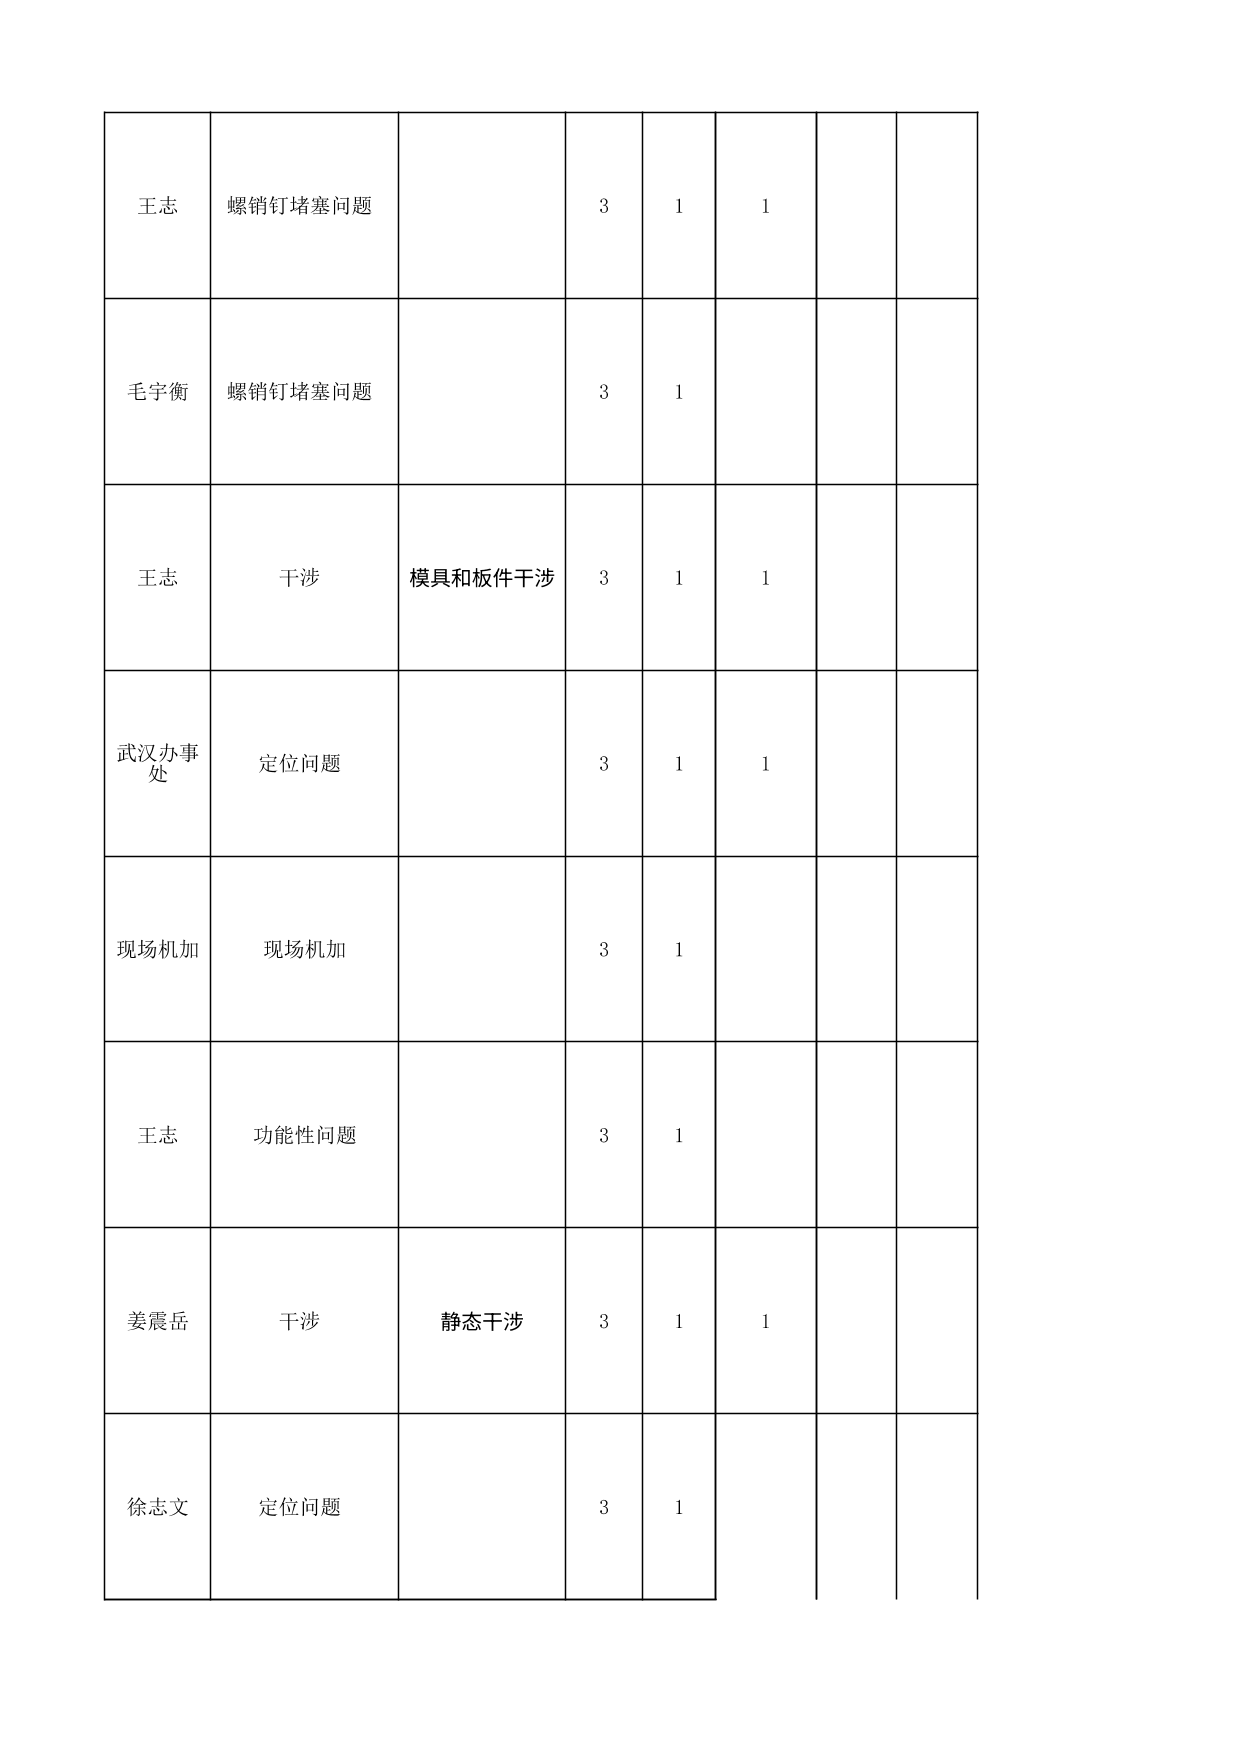 王志 螺销钉堵塞问题 3 1 1
毛宇衡 螺销钉堵塞问题 3 1
王志 干涉 模具和板件干涉 3 1 1
武汉办事
处 定位问题 3 1 1
现场机加 现场机加 3 1
王志 功能性问题 3 1
姜震岳 干涉 静态干涉 3 1 1
徐志文 定位问题 3 1